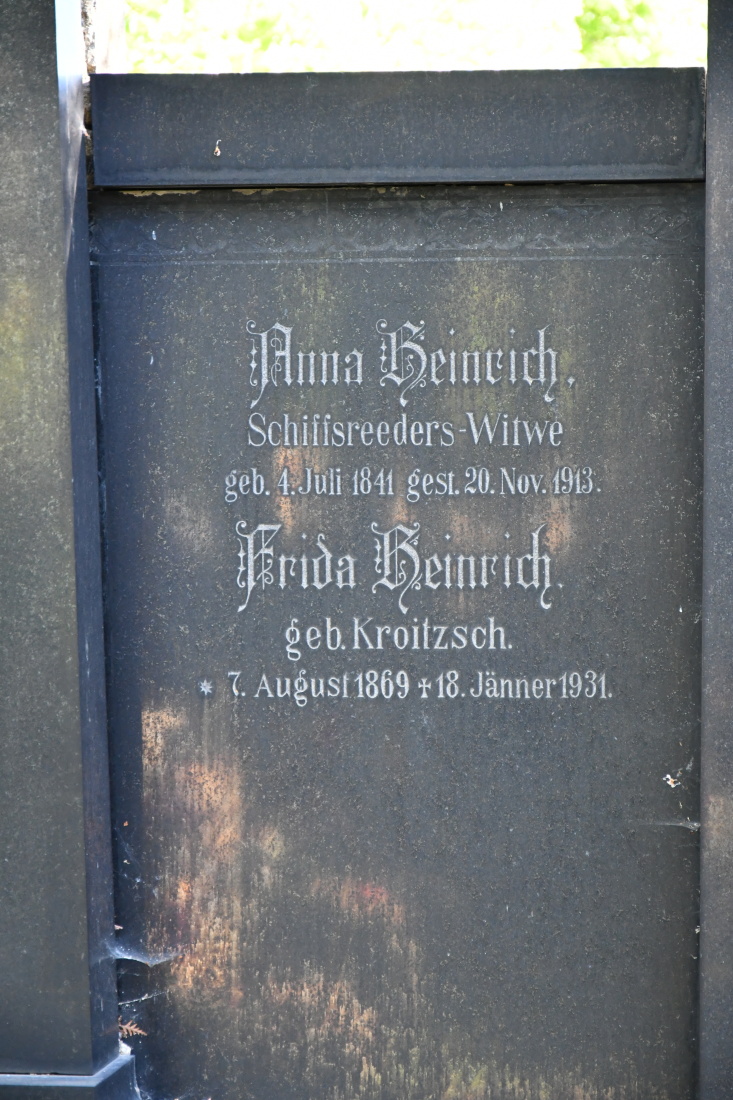 Anna Heinrich.
Schiffsreeders-Witwe
geb. 4. Juli 1841 gest. 20. Nov. 1913.
Frida Heinrich.
geb. Kroitzsch.
* 7. August 1869 ✝ 18. Jänner 1931.